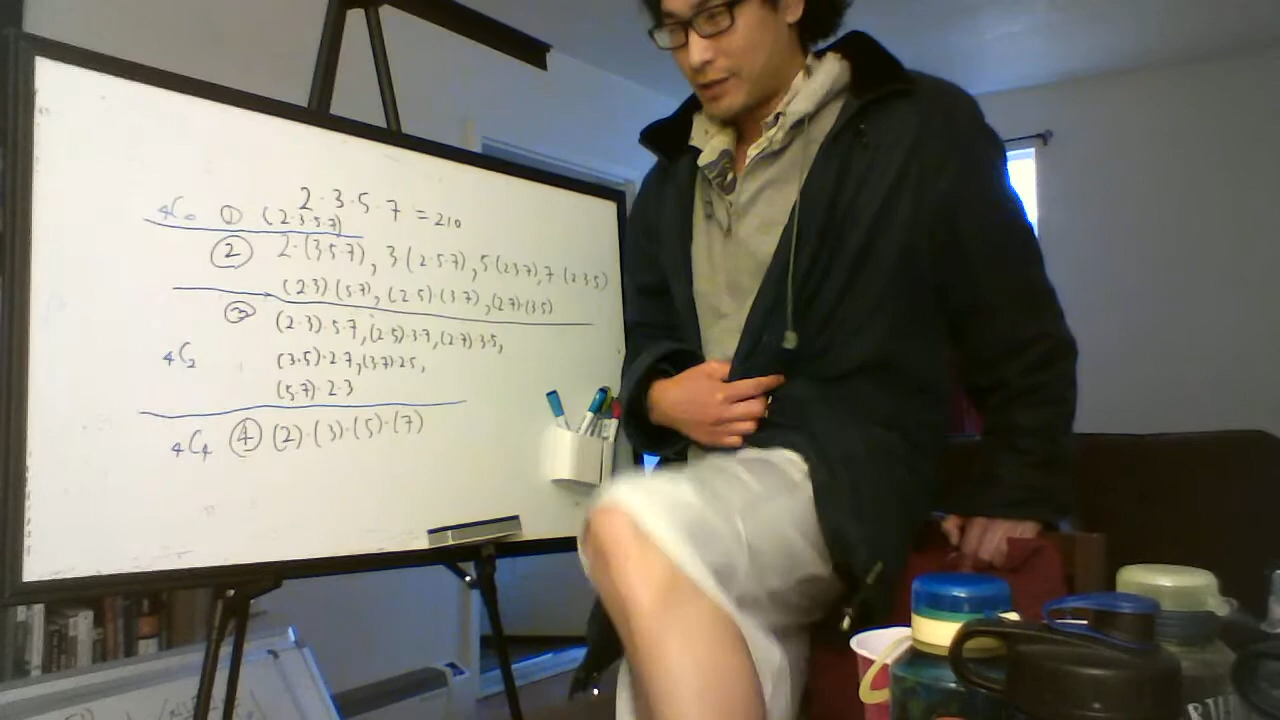 2·3·5·7 = 210
4C0 ① (2·3·5·7)
② 2·(3·5·7), 3·(2·5·7), 5(2·3·7), 7·(2·3·5)
(2·3)·(5·7), (2·5)·(3·7), (2·7)·(3·5)
③ (2·3)·5·7, (2·5)·3·7, (2·7)·3·5,
4C2 (3·5)·2·7, (3·7)·2·5,
(5·7)·2·3
4C4 ④ (2)·(3)·(5)·(7)